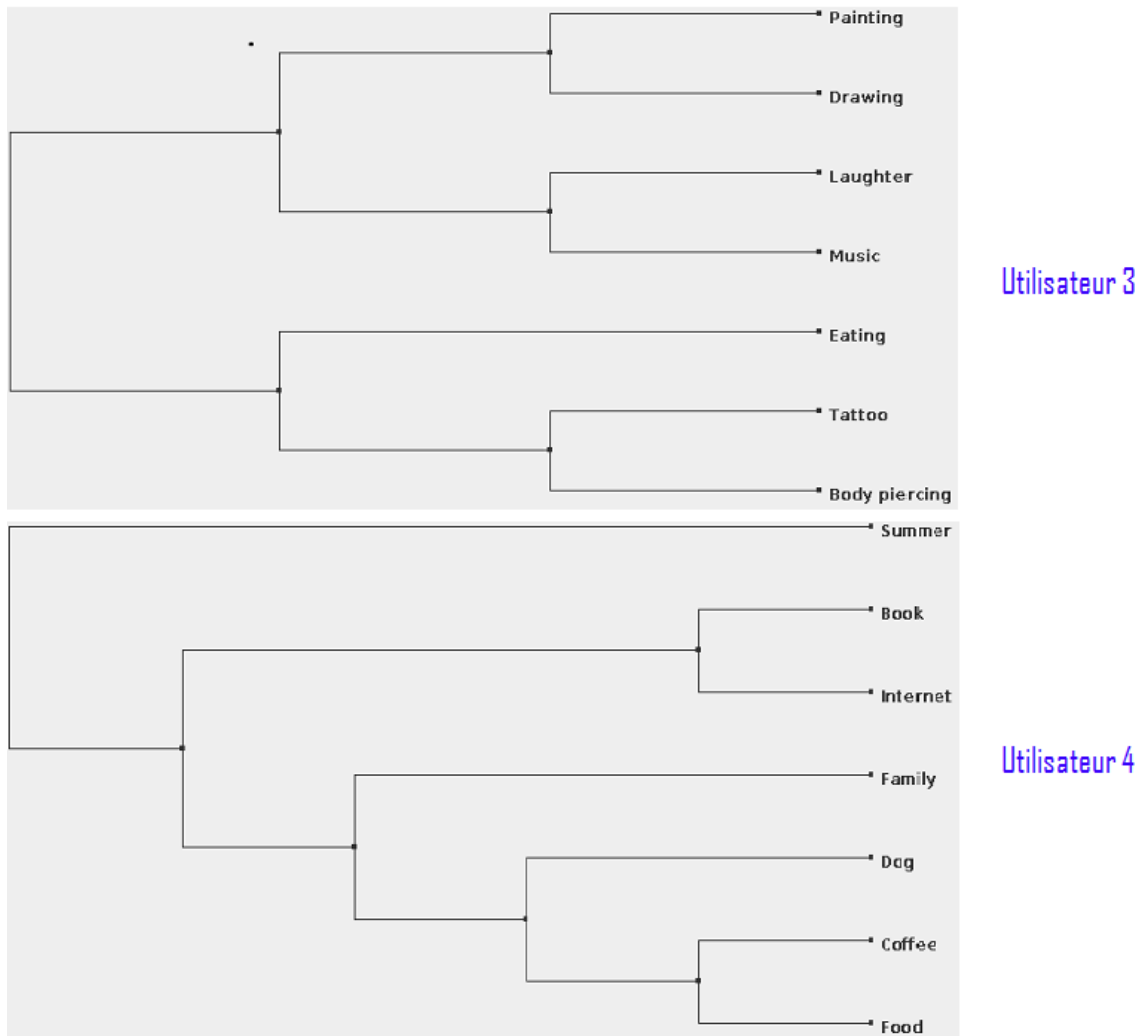 Painting
Drawing
Laughter
Music
Utilisateur 3
Eating
Tattoo
Body piercing
Summer
Book
Internet
Utilisateur 4
Family
Dog
Coffee
Food